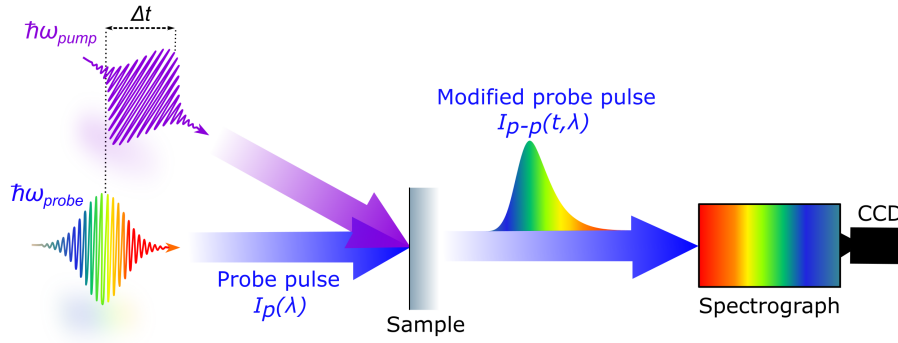 Δt
ħω_pump
Modified probe pulse
I_p-p(t,λ)
ħω_probe
CCD
Probe pulse
I_p(λ)
Sample
Spectrograph